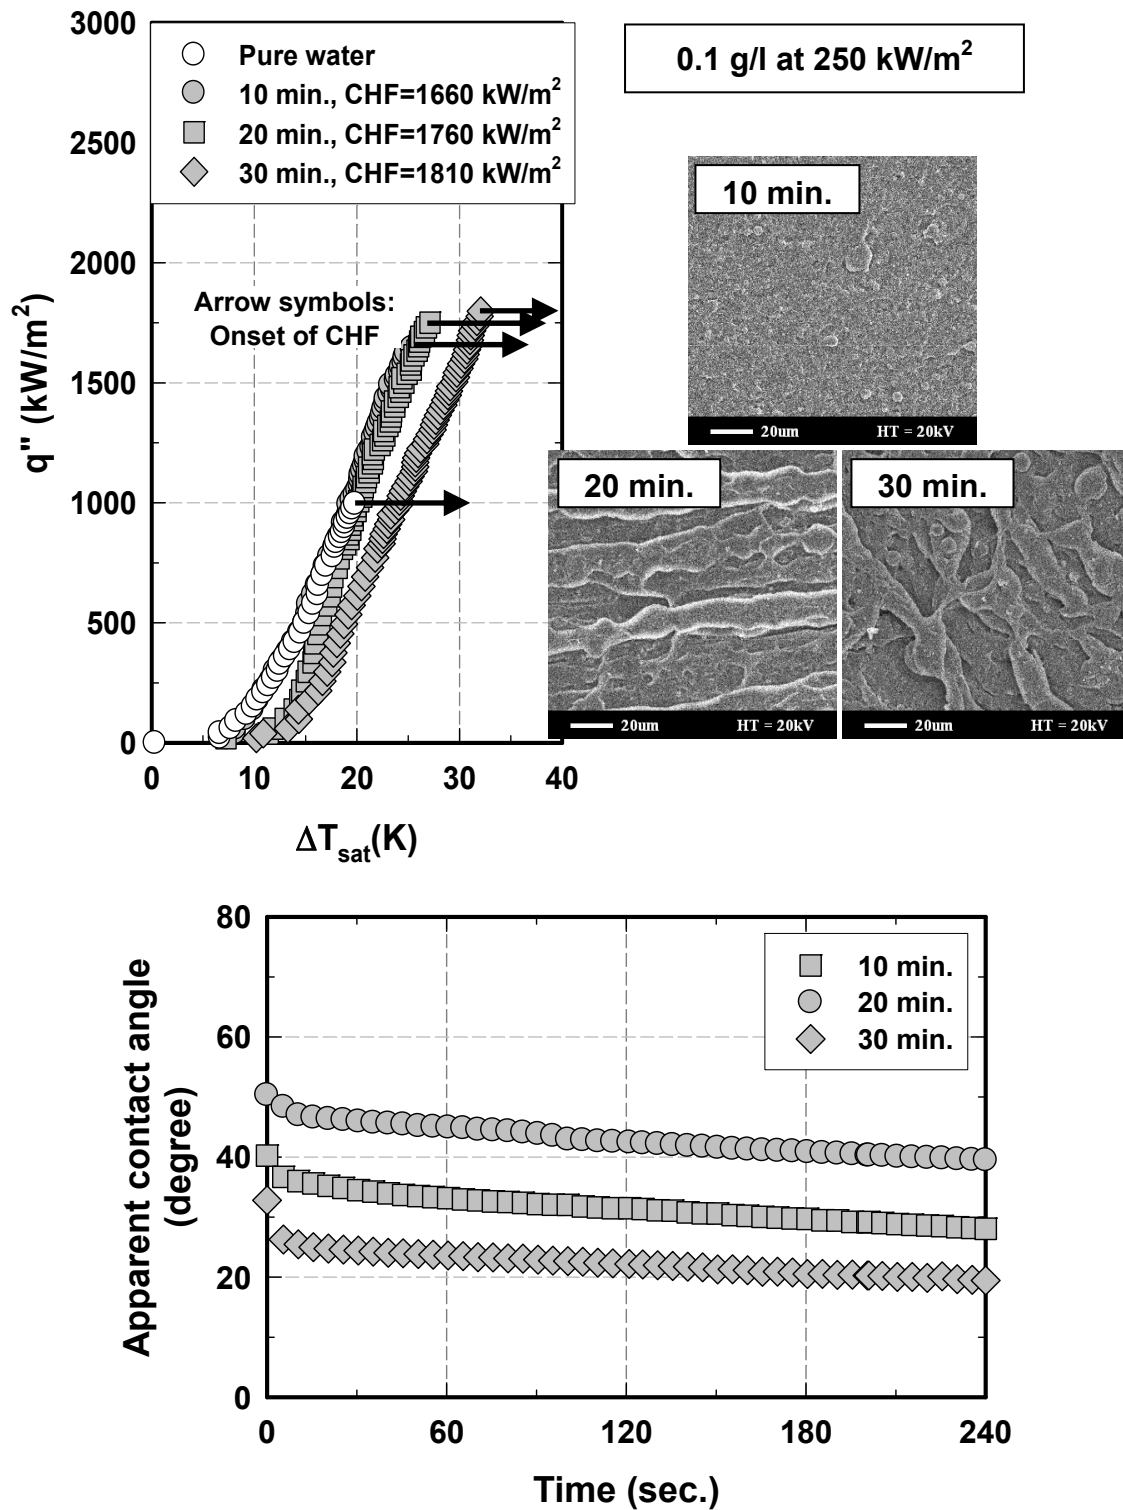 3000
2500
2000
1500
1000
500
0
q" (kW/m²)
Pure water
10 min., CHF=1660 kW/m²
20 min., CHF=1760 kW/m²
30 min., CHF=1810 kW/m²
Arrow symbols:
Onset of CHF
0 10 20 30 40
ΔTsat(K)
0.1 g/l at 250 kW/m²
10 min.
20um HT = 20kV
20 min.
20um HT = 20kV
30 min.
20um HT = 20kV
80
60
40
20
0
Apparent contact angle
(degree)
10 min.
20 min.
30 min.
0 60 120 180 240
Time (sec.)